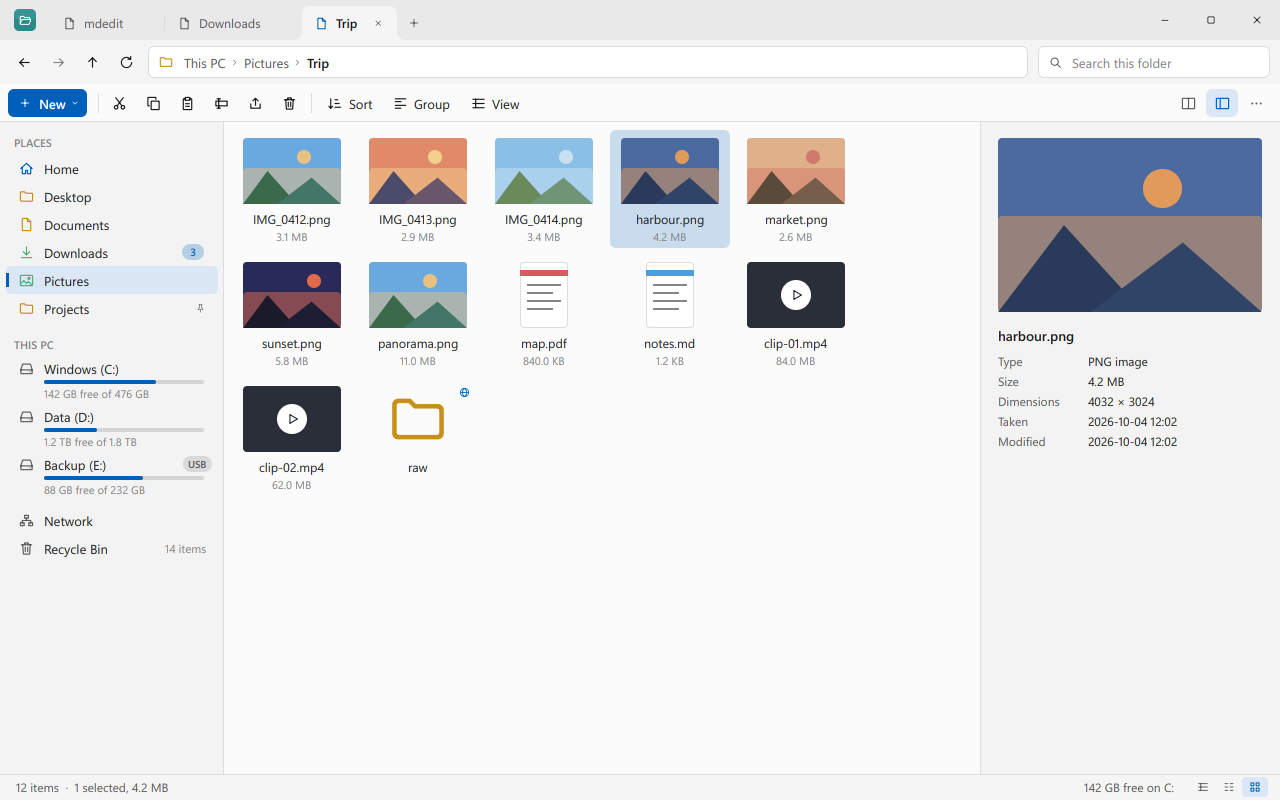 mdedit
Downloads
Trip
This PC
Pictures
Trip
Search this folder
New
Sort
Group
View
PLACES
Home
Desktop
Documents
Downloads
3
Pictures
Projects
THIS PC
Windows (C:)
142 GB free of 476 GB
Data (D:)
1.2 TB free of 1.8 TB
Backup (E:)
USB
88 GB free of 232 GB
Network
Recycle Bin
14 items
IMG_0412.png
3.1 MB
IMG_0413.png
2.9 MB
IMG_0414.png
3.4 MB
harbour.png
4.2 MB
market.png
2.6 MB
sunset.png
5.8 MB
panorama.png
11.0 MB
map.pdf
840.0 KB
notes.md
1.2 KB
clip-01.mp4
84.0 MB
clip-02.mp4
62.0 MB
raw
harbour.png
Type PNG image
Size 4.2 MB
Dimensions 4032 × 3024
Taken 2026-10-04 12:02
Modified 2026-10-04 12:02
12 items · 1 selected, 4.2 MB
142 GB free on C: